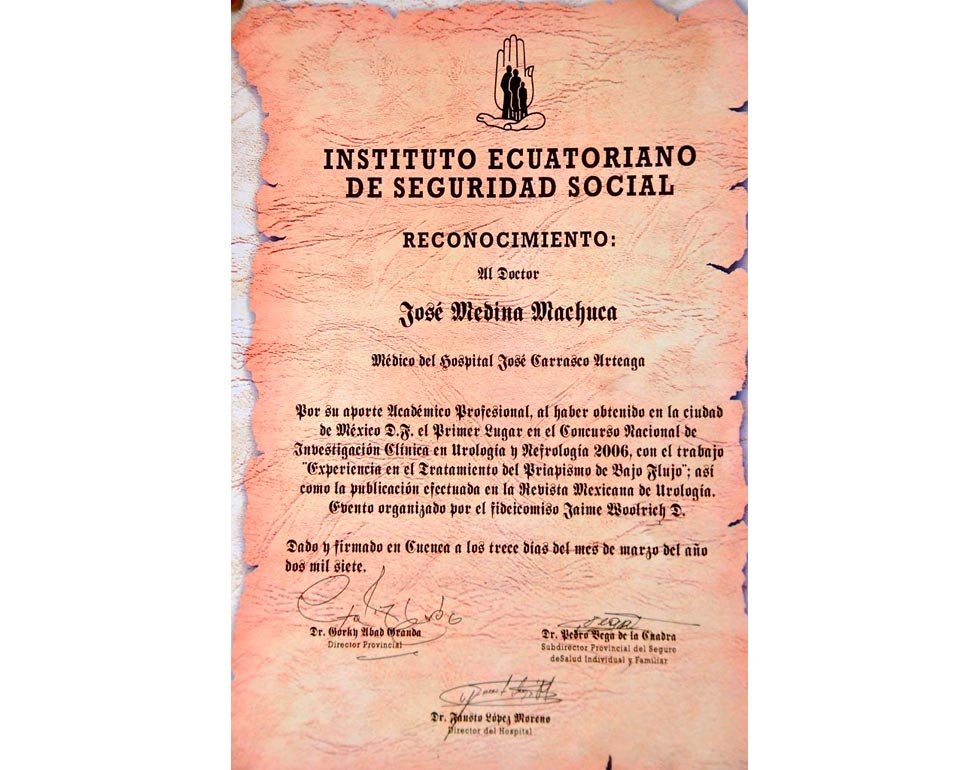 INSTITUTO ECUATORIANO
DE SEGURIDAD SOCIAL
RECONOCIMIENTO:
Al Doctor
José Medina Machuca
Médico del Hospital José Carrasco Arteaga
Por su aporte Académico Profesional, al haber obtenido en la ciudad
de México D.F. el Primer Lugar en el Concurso Nacional de
Investigación Clínica en Urología y Nefrología 2006, con el trabajo
"Experiencia en el Tratamiento del Priapismo de Bajo Flujo"; así
como la publicación efectuada en la Revista Mexicana de Urología.
Evento organizado por el fideicomiso Jaime Woolrich D.
Dado y firmado en Cuenca a los trece días del mes de marzo del año
dos mil siete.
Dr. Gorky Abad Granda
Director Provincial
Dr. Pedro Vega de la Cuadra
Subdirector Provincial del Seguro
deSalud Individual y Familiar
Dr. Fausto López Moreno
Director del Hospital